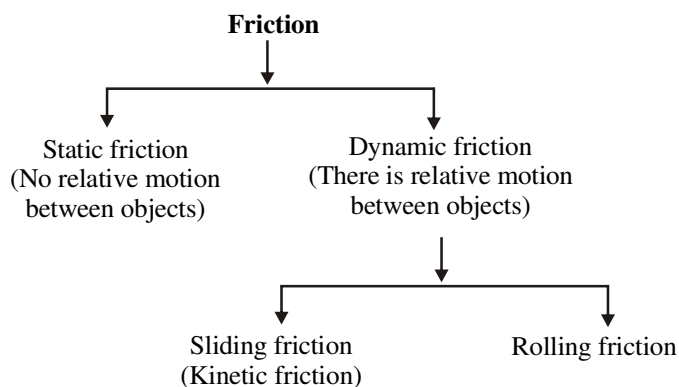 Friction
Static friction
(No relative motion
between objects)
Dynamic friction
(There is relative motion
between objects)
Sliding friction
(Kinetic friction)
Rolling friction